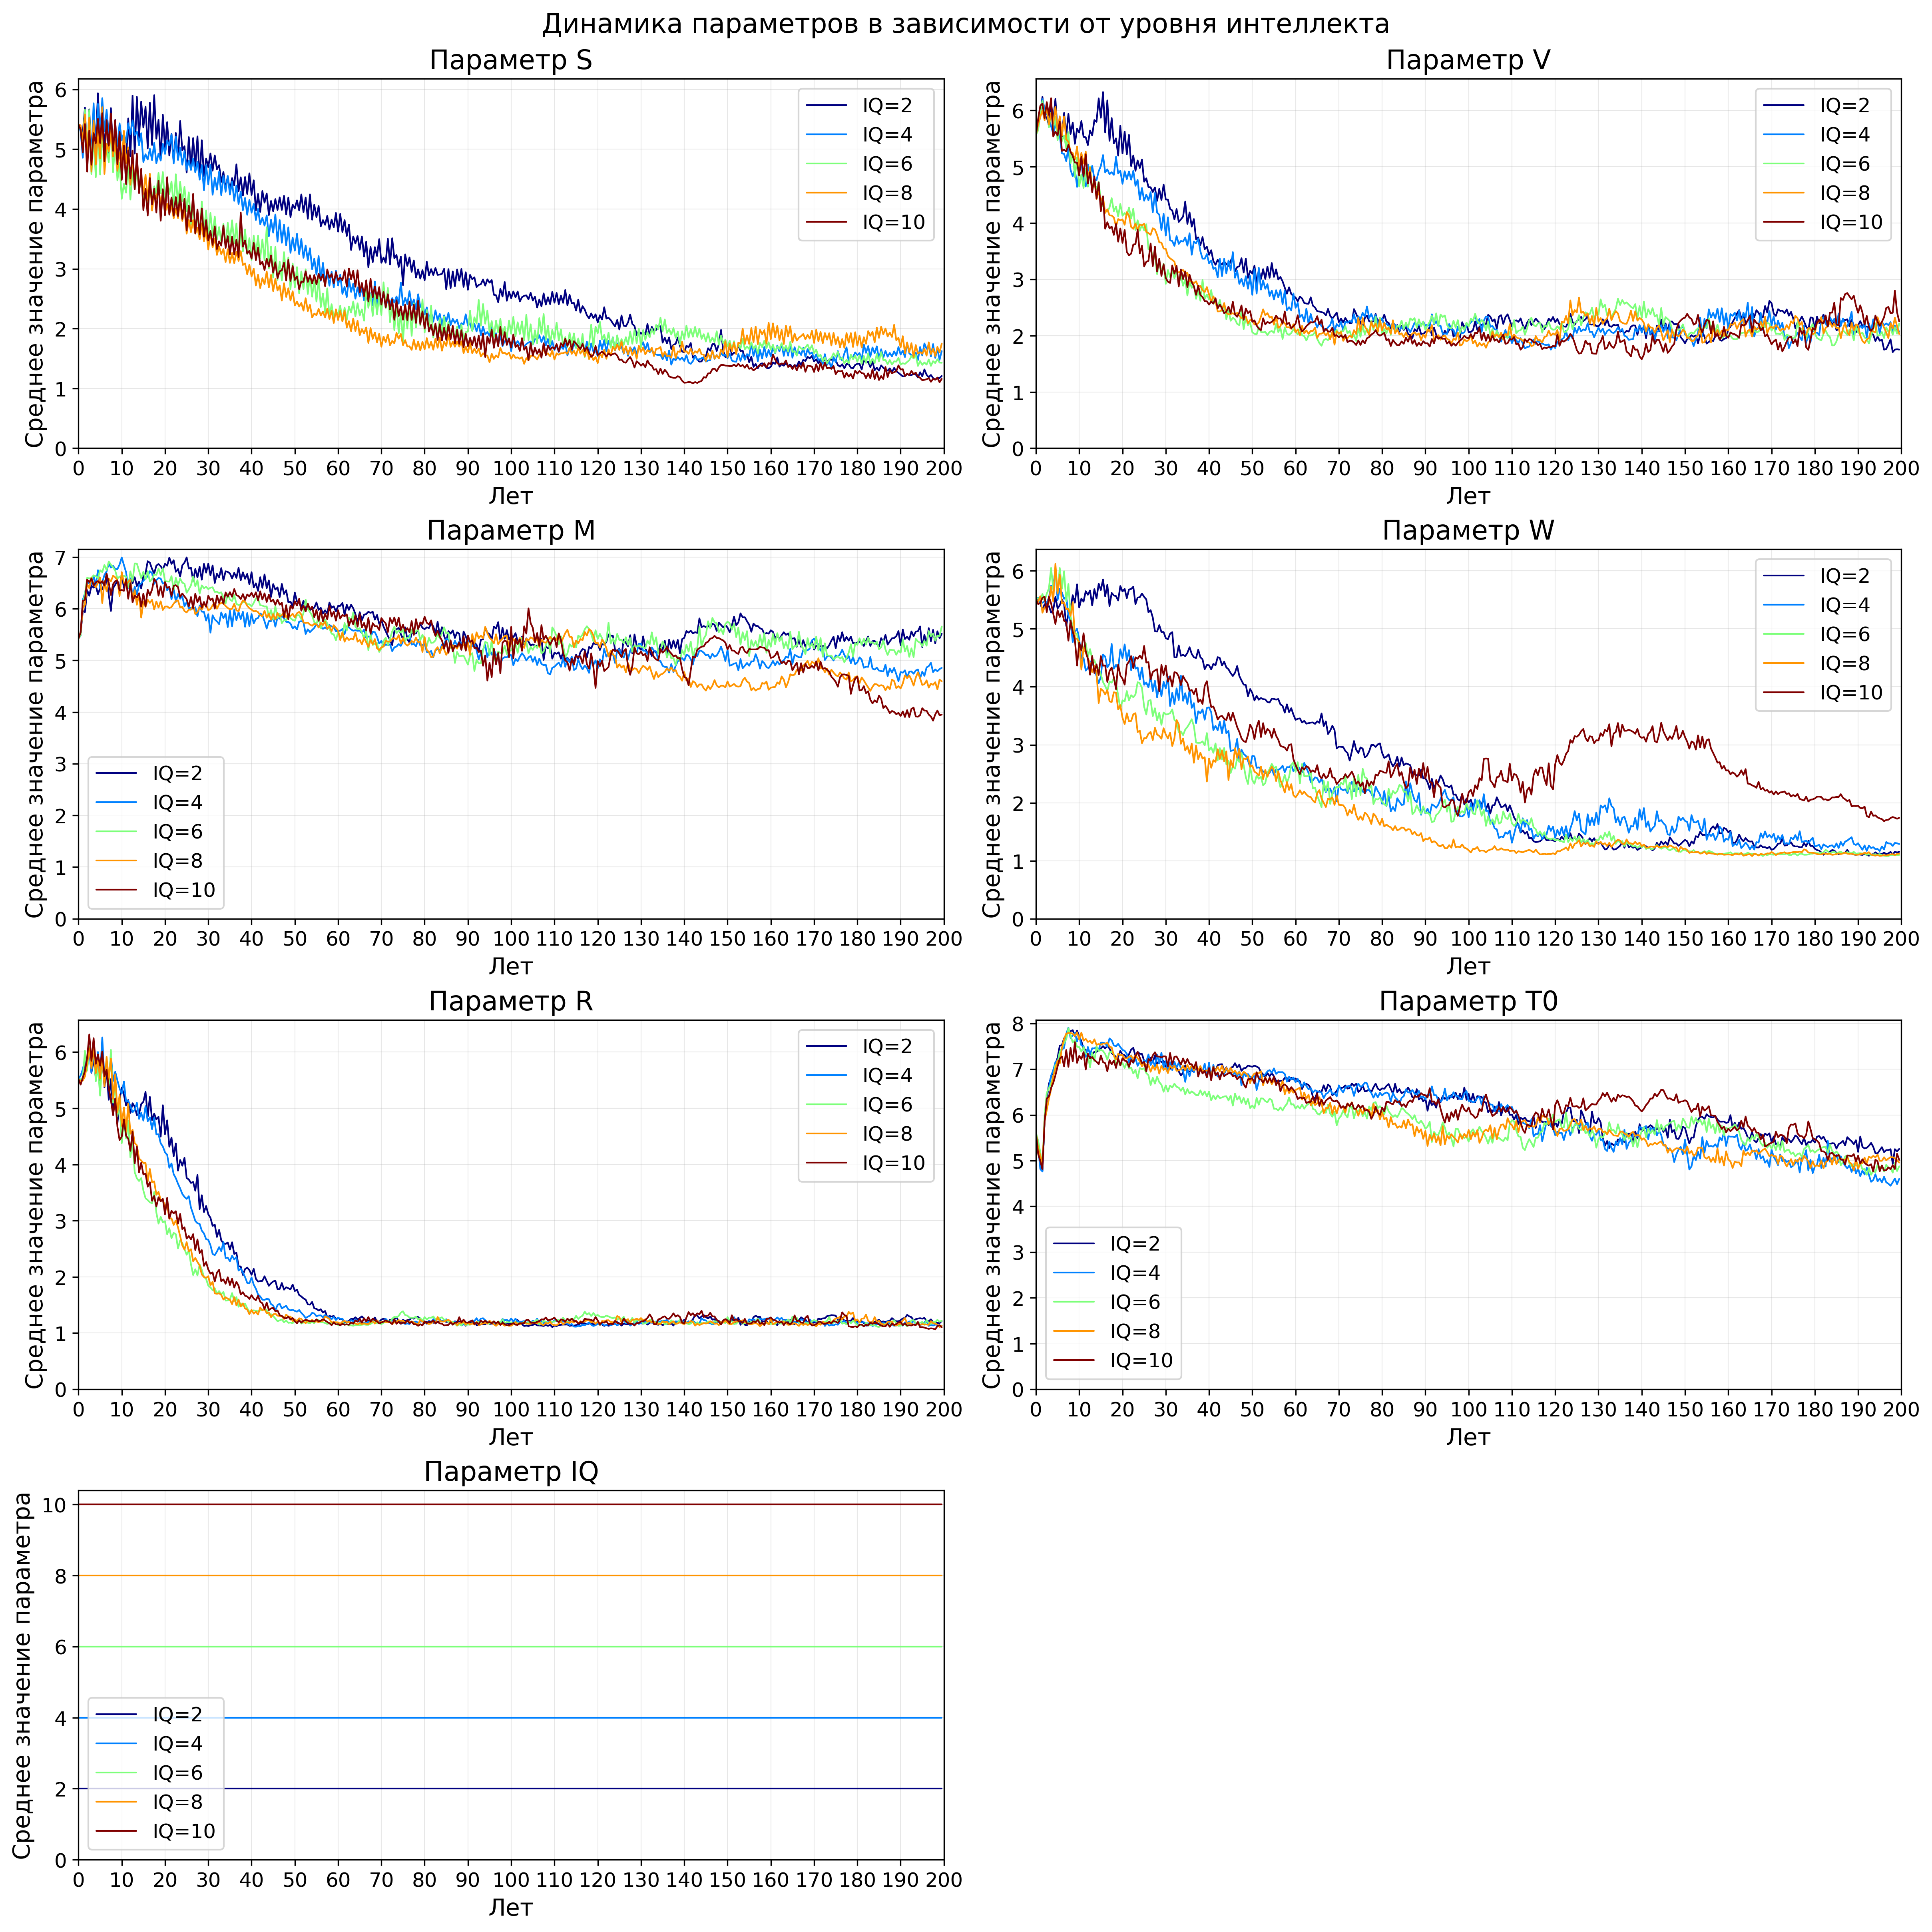 Динамика параметров в зависимости от уровня интеллекта
Параметр S
Среднее значение параметра
6
5
4
3
2
1
0
IQ=2
IQ=4
IQ=6
IQ=8
IQ=10
0 10 20 30 40 50 60 70 80 90 100 110 120 130 140 150 160 170 180 190 200
Лет
Параметр V
Среднее значение параметра
6
5
4
3
2
1
0
IQ=2
IQ=4
IQ=6
IQ=8
IQ=10
0 10 20 30 40 50 60 70 80 90 100 110 120 130 140 150 160 170 180 190 200
Лет
Параметр M
Среднее значение параметра
7
6
5
4
3
2
1
0
IQ=2
IQ=4
IQ=6
IQ=8
IQ=10
0 10 20 30 40 50 60 70 80 90 100 110 120 130 140 150 160 170 180 190 200
Лет
Параметр W
Среднее значение параметра
6
5
4
3
2
1
0
IQ=2
IQ=4
IQ=6
IQ=8
IQ=10
0 10 20 30 40 50 60 70 80 90 100 110 120 130 140 150 160 170 180 190 200
Лет
Параметр R
Среднее значение параметра
6
5
4
3
2
1
0
IQ=2
IQ=4
IQ=6
IQ=8
IQ=10
0 10 20 30 40 50 60 70 80 90 100 110 120 130 140 150 160 170 180 190 200
Лет
Параметр T0
Среднее значение параметра
8
7
6
5
4
3
2
1
0
IQ=2
IQ=4
IQ=6
IQ=8
IQ=10
0 10 20 30 40 50 60 70 80 90 100 110 120 130 140 150 160 170 180 190 200
Лет
Параметр IQ
Среднее значение параметра
10
8
6
4
2
0
IQ=2
IQ=4
IQ=6
IQ=8
IQ=10
0 10 20 30 40 50 60 70 80 90 100 110 120 130 140 150 160 170 180 190 200
Лет